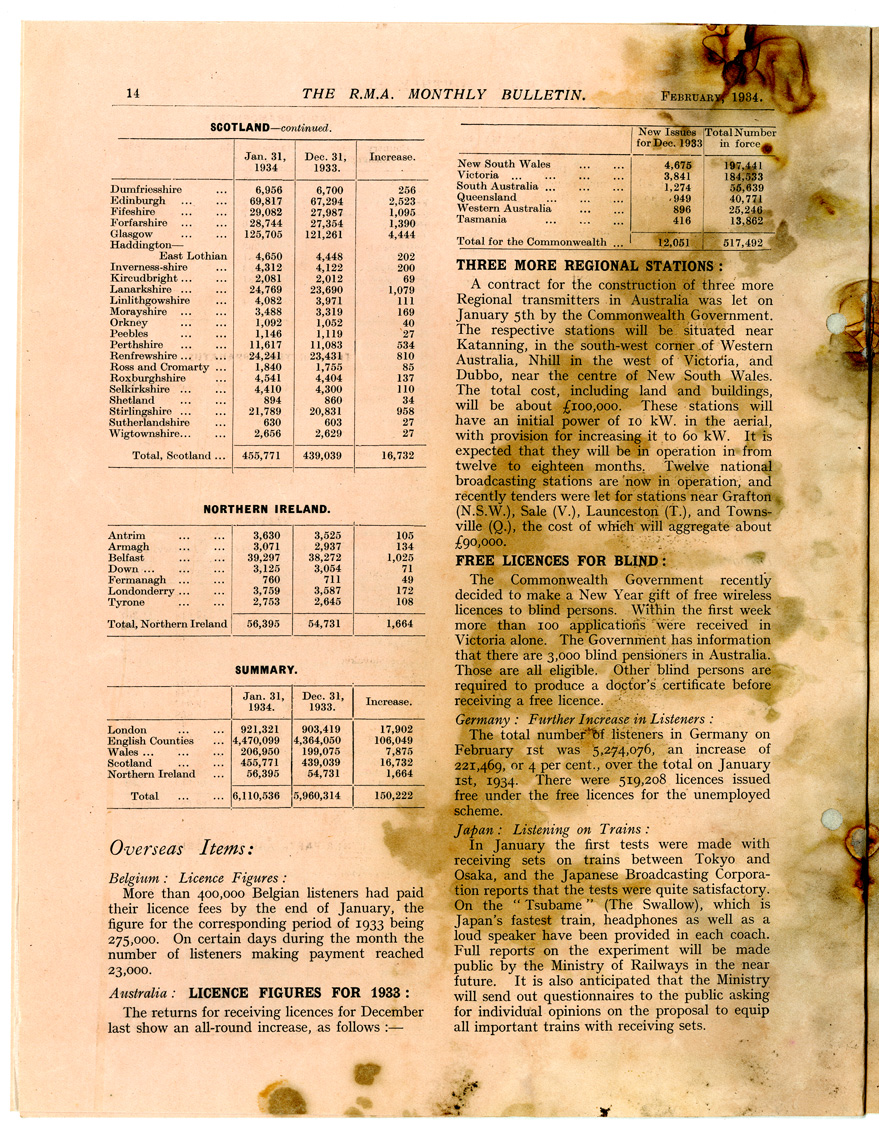 14
THE R.M.A. MONTHLY BULLETIN.
FEBRUARY, 1934.
SCOTLAND—continued.
Jan. 31, 1934 Dec. 31, 1933. Increase.
Dumfriesshire ... 6,956 6,700 256
Edinburgh ... ... 69,817 67,294 2,523
Fifeshire ... ... 29,082 27,987 1,095
Forfarshire ... ... 28,744 27,354 1,390
Glasgow ... ... 125,705 121,261 4,444
Haddington—
East Lothian 4,650 4,448 202
Inverness-shire ... 4,312 4,122 200
Kircudbright ... ... 2,081 2,012 69
Lanarkshire ... ... 24,769 23,690 1,079
Linlithgowshire ... 4,082 3,971 111
Morayshire ... ... 3,488 3,319 169
Orkney ... ... 1,092 1,052 40
Peebles ... ... 1,146 1,119 27
Perthshire ... ... 11,617 11,083 534
Renfrewshire ... ... 24,241 23,431 810
Ross and Cromarty ... 1,840 1,755 85
Roxburghshire ... 4,541 4,404 137
Selkirkshire ... ... 4,410 4,300 110
Shetland ... ... 894 860 34
Stirlingshire ... ... 21,789 20,831 958
Sutherlandshire ... 630 603 27
Wigtownshire... ... 2,656 2,629 27
Total, Scotland ... 455,771 439,039 16,732
NORTHERN IRELAND.
Antrim ... ... 3,630 3,525 105
Armagh ... ... 3,071 2,937 134
Belfast ... ... 39,297 38,272 1,025
Down ... ... ... 3,125 3,054 71
Fermanagh ... ... 760 711 49
Londonderry ... ... 3,759 3,587 172
Tyrone ... ... 2,753 2,645 108
Total, Northern Ireland 56,395 54,731 1,664
SUMMARY.
Jan. 31, 1934. Dec. 31, 1933. Increase.
London ... ... 921,321 903,419 17,902
English Counties ... 4,470,099 4,364,050 106,049
Wales ... ... ... 206,950 199,075 7,875
Scotland ... ... 455,771 439,039 16,732
Northern Ireland ... 56,395 54,731 1,664
Total ... ... 6,110,536 5,960,314 150,222
Overseas Items:
Belgium : Licence Figures :
More than 400,000 Belgian listeners had paid
their licence fees by the end of January, the
figure for the corresponding period of 1933 being
275,000. On certain days during the month the
number of listeners making payment reached
23,000.
Australia : LICENCE FIGURES FOR 1933 :
The returns for receiving licences for December
last show an all-round increase, as follows :—
New Issues for Dec. 1933 Total Number in force
New South Wales ... ... 4,675 197,441
Victoria ... ... ... ... 3,841 184,533
South Australia ... ... ... 1,274 55,639
Queensland ... ... ... 949 40,771
Western Australia ... ... 896 25,246
Tasmania ... ... ... 416 13,862
Total for the Commonwealth ... 12,051 517,492
THREE MORE REGIONAL STATIONS :
A contract for the construction of three more
Regional transmitters in Australia was let on
January 5th by the Commonwealth Government.
The respective stations will be situated near
Katanning, in the south-west corner of Western
Australia, Nhill in the west of Victoria, and
Dubbo, near the centre of New South Wales.
The total cost, including land and buildings,
will be about £100,000. These stations will
have an initial power of 10 kW. in the aerial,
with provision for increasing it to 60 kW. It is
expected that they will be in operation in from
twelve to eighteen months. Twelve national
broadcasting stations are now in operation, and
recently tenders were let for stations near Grafton
(N.S.W.), Sale (V.), Launceston (T.), and Towns-
ville (Q.), the cost of which will aggregate about
£90,000.
FREE LICENCES FOR BLIND :
The Commonwealth Government recently
decided to make a New Year gift of free wireless
licences to blind persons. Within the first week
more than 100 applications were received in
Victoria alone. The Government has information
that there are 3,000 blind pensioners in Australia.
Those are all eligible. Other blind persons are
required to produce a doctor's certificate before
receiving a free licence.
Germany : Further Increase in Listeners :
The total number of listeners in Germany on
February 1st was 5,274,076, an increase of
221,469, or 4 per cent., over the total on January
1st, 1934. There were 519,208 licences issued
free under the free licences for the unemployed
scheme.
Japan : Listening on Trains :
In January the first tests were made with
receiving sets on trains between Tokyo and
Osaka, and the Japanese Broadcasting Corpora-
tion reports that the tests were quite satisfactory.
On the “ Tsubame ” (The Swallow), which is
Japan's fastest train, headphones as well as a
loud speaker have been provided in each coach.
Full reports on the experiment will be made
public by the Ministry of Railways in the near
future. It is also anticipated that the Ministry
will send out questionnaires to the public asking
for individual opinions on the proposal to equip
all important trains with receiving sets.